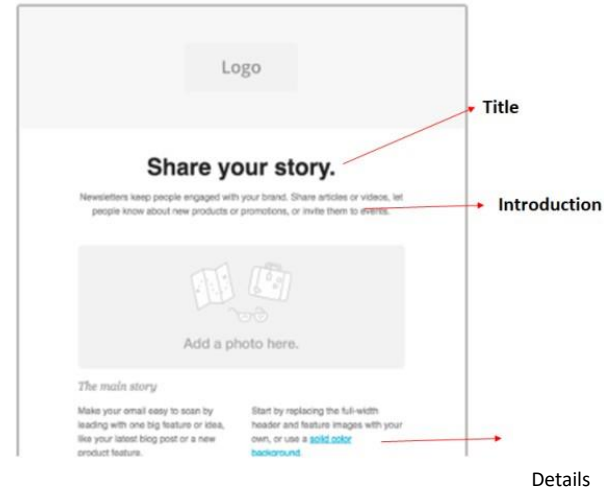 Logo
Title
Share your story.
Newsletters keep people engaged with your brand. Share articles or videos, let
people know about new products or promotions, or invite them to events.
Introduction
Add a photo here.
The main story
Make your email easy to scan by
leading with one big feature or idea,
like your latest blog post or a new
product feature.
Start by replacing the full-width
header and feature images with your
own, or use a solid color
background.
Details